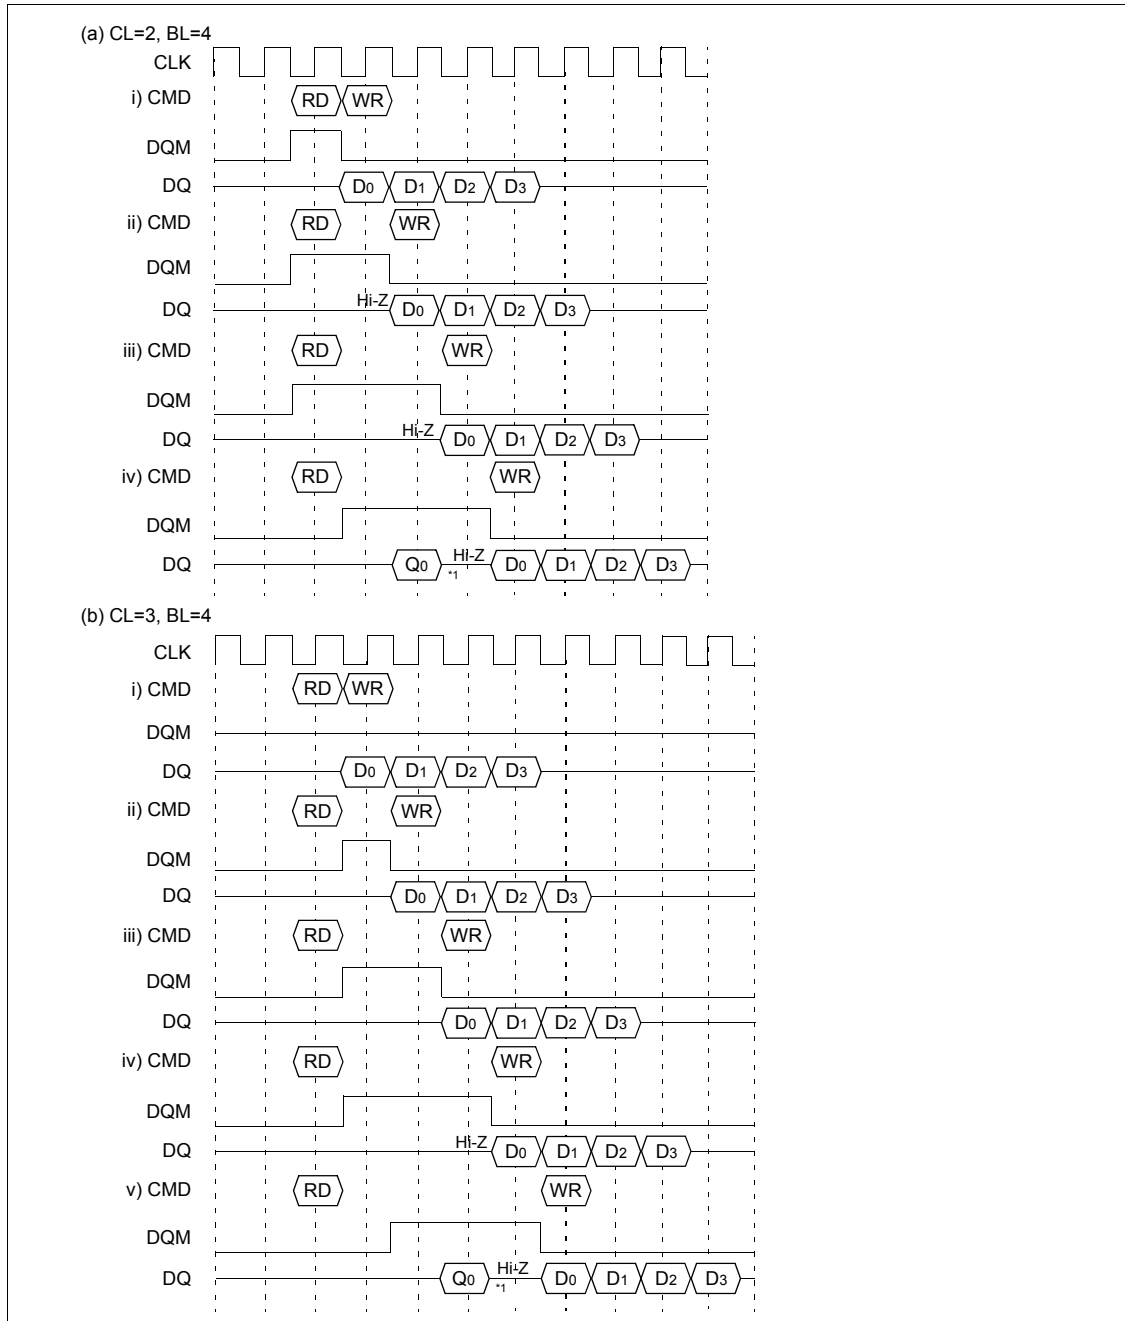 (a) CL=2, BL=4
CLK
i) CMD RD WR
DQM
DQ D0 D1 D2 D3
ii) CMD RD WR
DQM
DQ Hi-Z D0 D1 D2 D3
iii) CMD RD WR
DQM
DQ Hi-Z D0 D1 D2 D3
iv) CMD RD WR
DQM
DQ Q0 Hi-Z *1 D0 D1 D2 D3
(b) CL=3, BL=4
CLK
i) CMD RD WR
DQM
DQ D0 D1 D2 D3
ii) CMD RD WR
DQM
DQ D0 D1 D2 D3
iii) CMD RD WR
DQM
DQ D0 D1 D2 D3
iv) CMD RD WR
DQM
DQ Hi-Z D0 D1 D2 D3
v) CMD RD WR
DQM
DQ Q0 Hi-Z *1 D0 D1 D2 D3